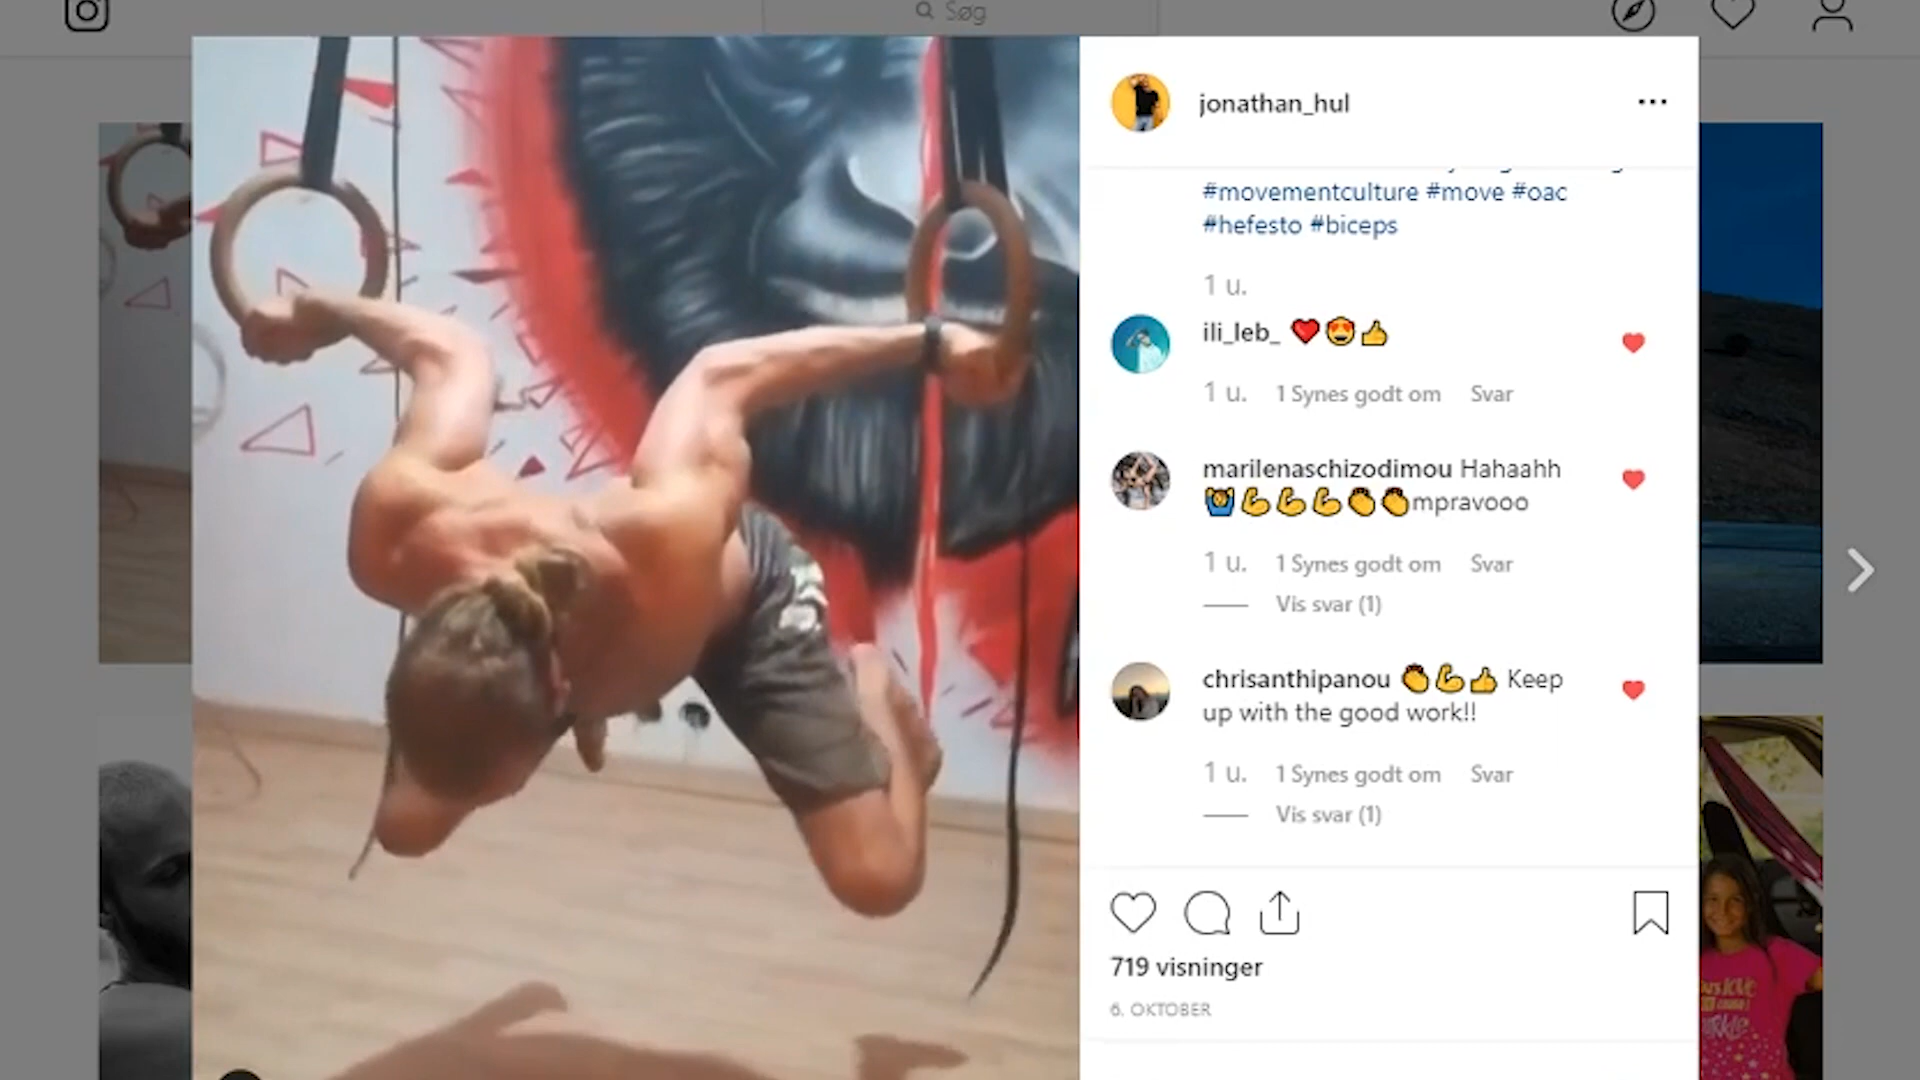 Søg
jonathan_hul
#movementculture #move #oac
#hefesto #biceps
1 u.
ili_leb_ ❤️😍👍
1 u. 1 Synes godt om Svar
marilenaschizodimou Hahaahh
🙆‍♂️💪💪💪👏👏mpravooo
1 u. 1 Synes godt om Svar
Vis svar (1)
chrisanthipanou 👏💪👍 Keep
up with the good work!!
1 u. 1 Synes godt om Svar
Vis svar (1)
719 visninger
6. OKTOBER